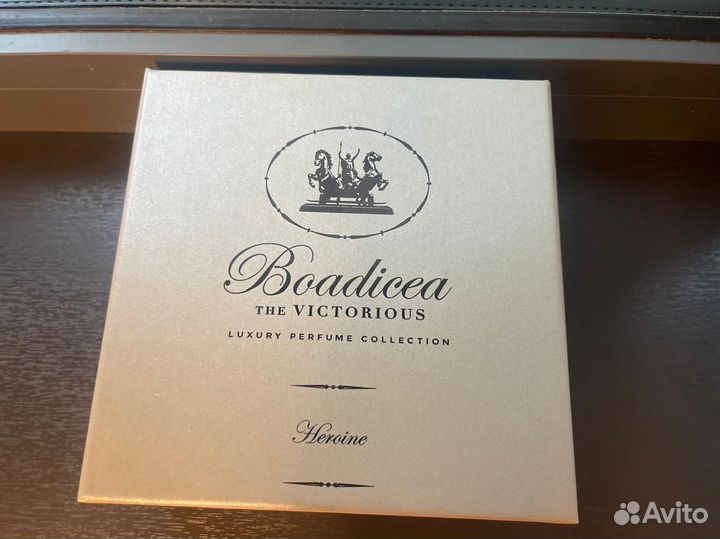 Boadicea
THE VICTORIOUS
LUXURY PERFUME COLLECTION
Heroine
Avito